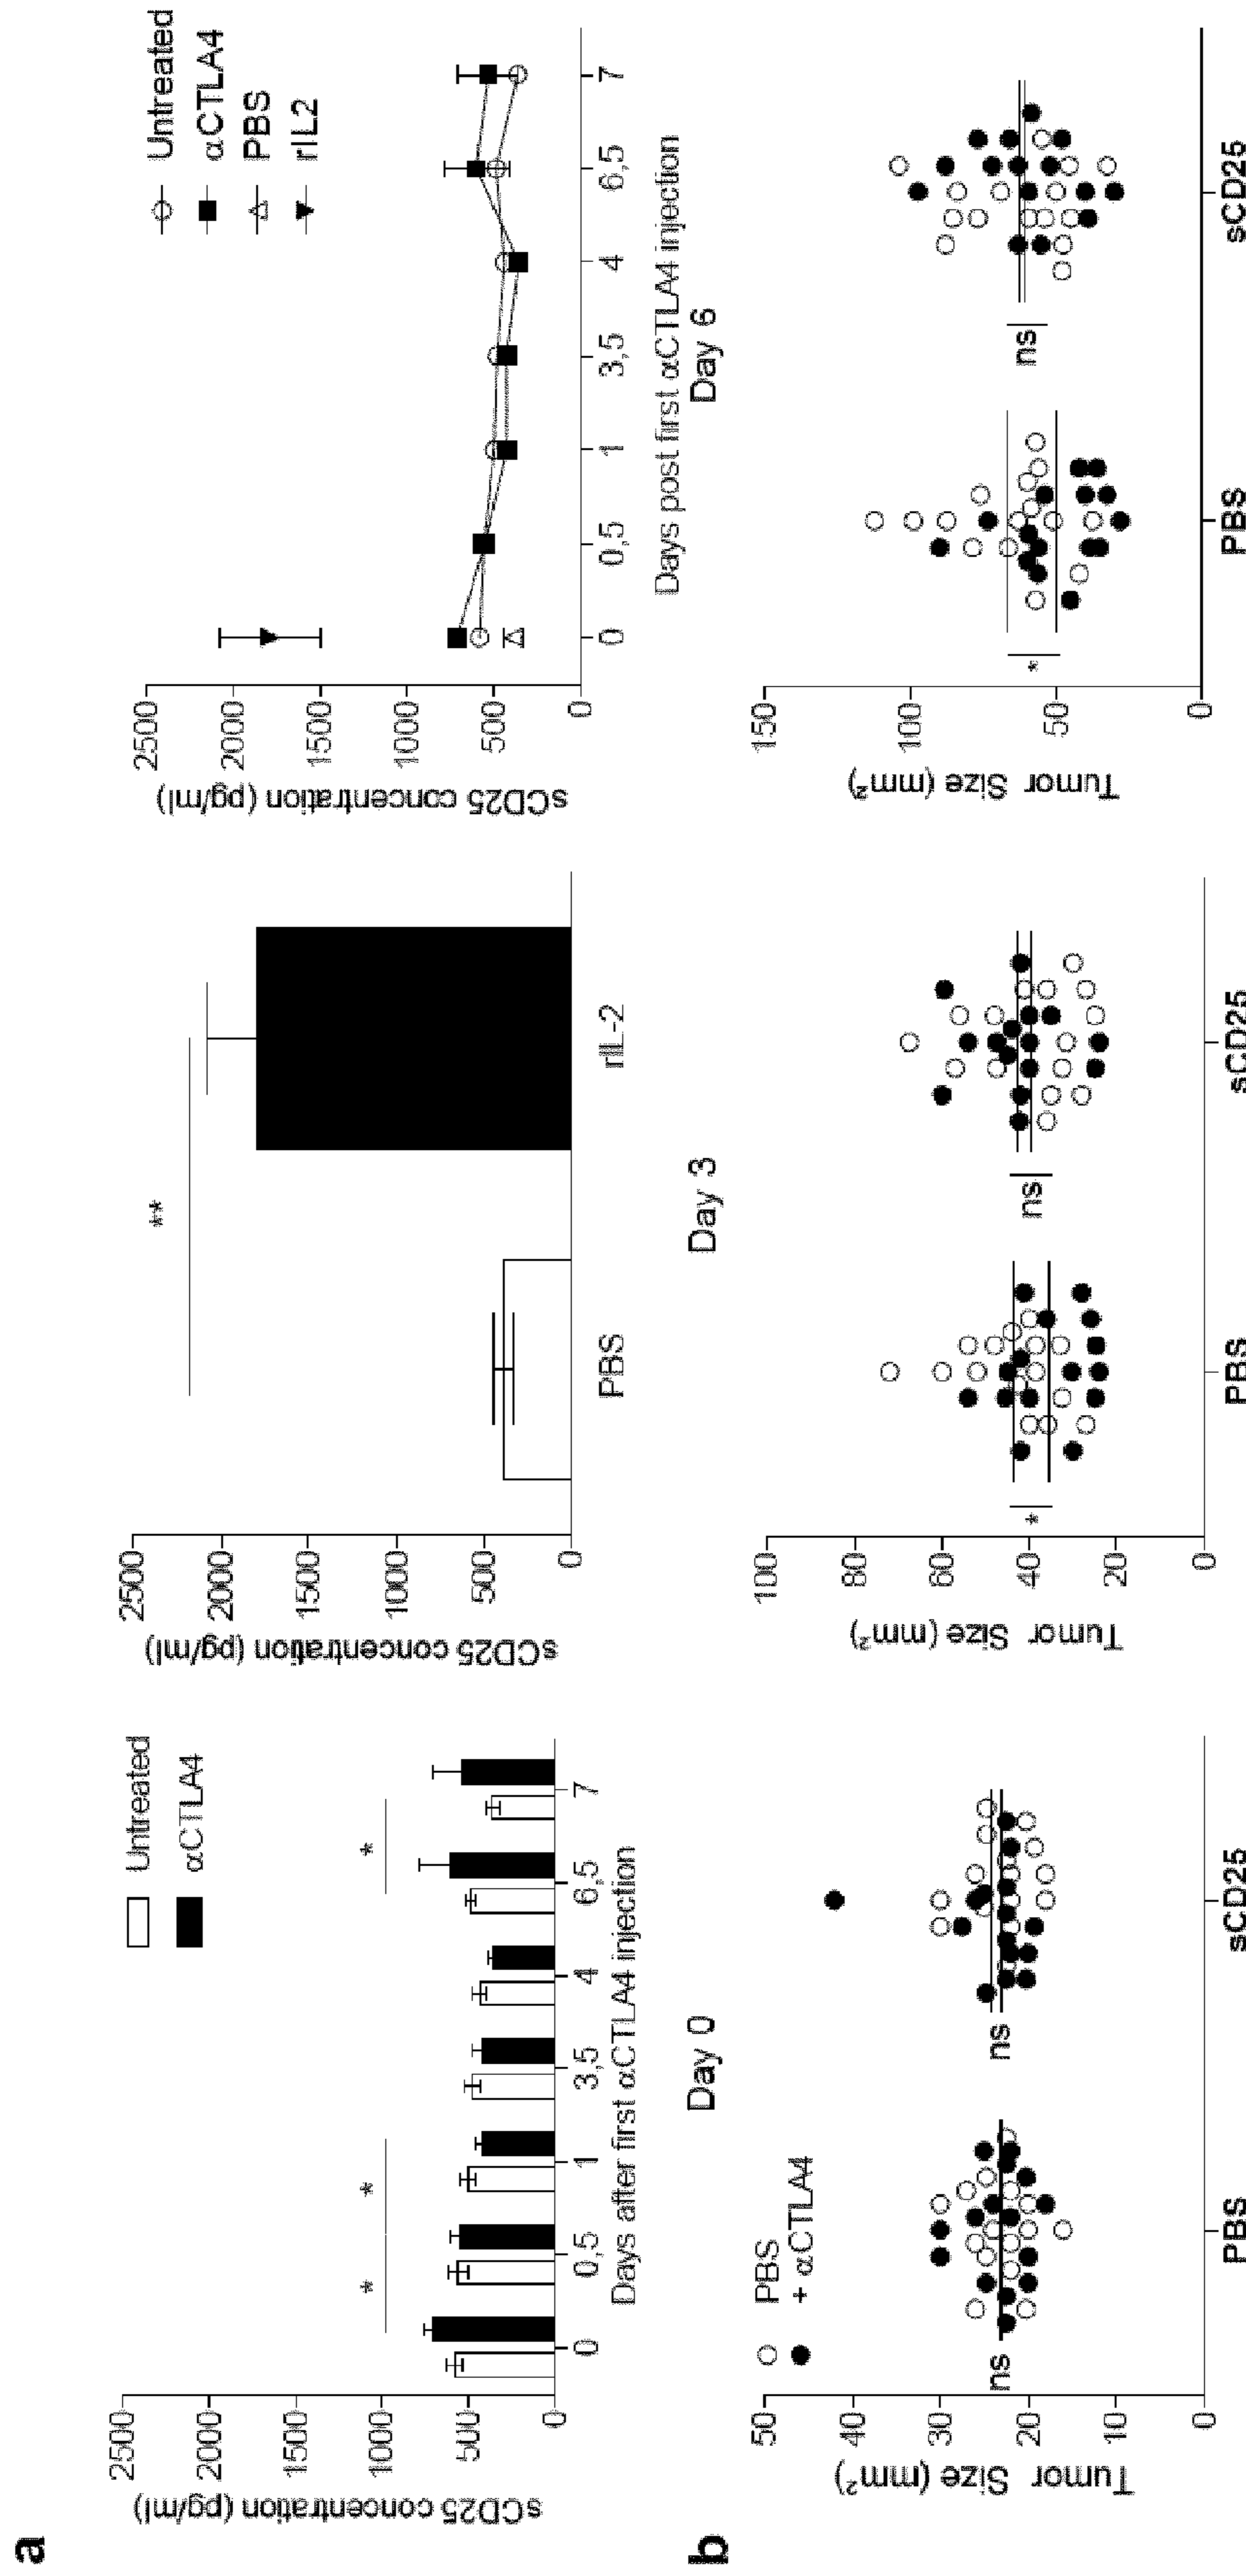 a
2500
2000
1500
1000
500
0
sCD25 concentration (pg/ml)
Untreated
αCTLA4
*
*
*
0
0,5
1
3,5
4
6,5
7
Days after first αCTLA4 injection
2500
2000
1500
1000
500
0
sCD25 concentration (pg/ml)
**
PBS
rIL-2
2500
2000
1500
1000
500
0
sCD25 concentration (pg/ml)
Untreated
αCTLA4
PBS
rIL2
0
0,5
1
3,5
4
6,5
7
Days post first αCTLA4 injection
b
Day 0
PBS
+ αCTLA4
50
40
30
20
10
0
Tumor Size (mm²)
ns
ns
PBS
sCD25
Day 3
100
80
60
40
20
0
Tumor Size (mm²)
*
ns
PBS
sCD25
Day 6
150
100
50
0
Tumor Size (mm²)
*
ns
PBS
sCD25